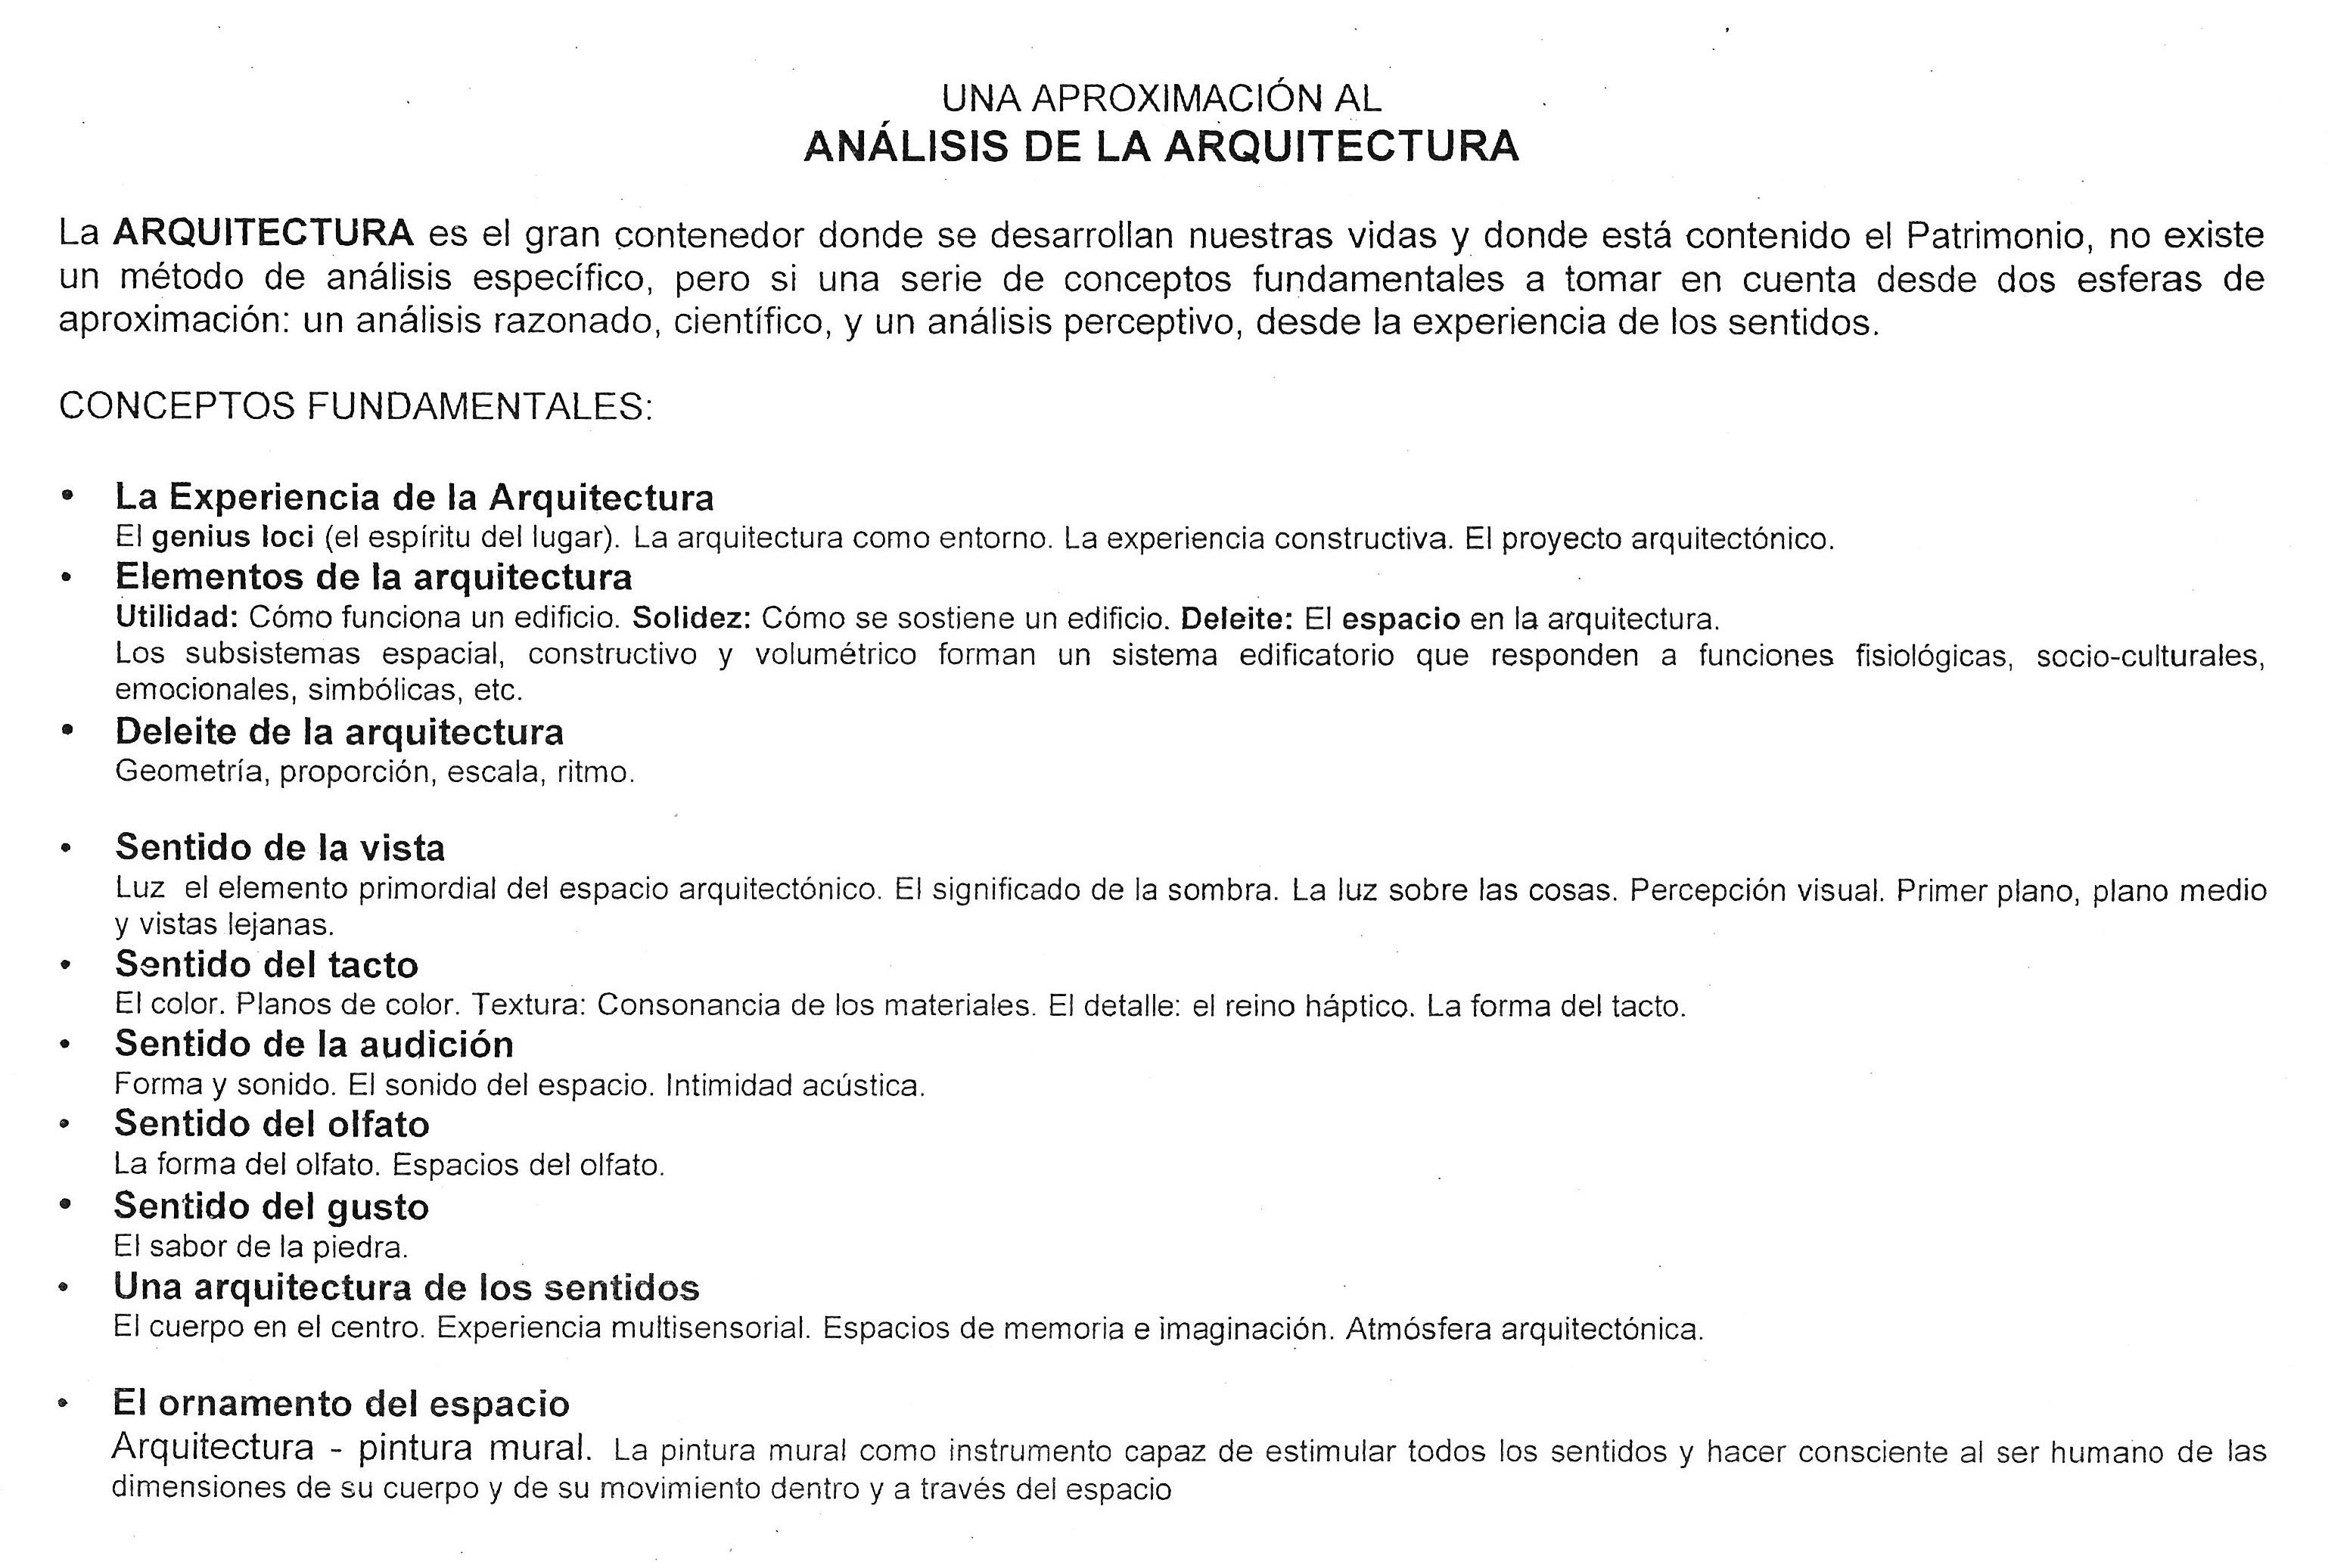 UNA APROXIMACIÓN AL
ANÁLISIS DE LA ARQUITECTURA
La ARQUITECTURA es el gran contenedor donde se desarrollan nuestras vidas y donde está contenido el Patrimonio, no existe
un método de análisis específico, pero si una serie de conceptos fundamentales a tomar en cuenta desde dos esferas de
aproximación: un análisis razonado, científico, y un análisis perceptivo, desde la experiencia de los sentidos.
CONCEPTOS FUNDAMENTALES:
• La Experiencia de la Arquitectura
El genius loci (el espíritu del lugar). La arquitectura como entorno. La experiencia constructiva. El proyecto arquitectónico.
• Elementos de la arquitectura
Utilidad: Cómo funciona un edificio. Solidez: Cómo se sostiene un edificio. Deleite: El espacio en la arquitectura.
Los subsistemas espacial, constructivo y volumétrico forman un sistema edificatorio que responden a funciones fisiológicas, socio-culturales,
emocionales, simbólicas, etc.
• Deleite de la arquitectura
Geometría, proporción, escala, ritmo.
• Sentido de la vista
Luz el elemento primordial del espacio arquitectónico. El significado de la sombra. La luz sobre las cosas. Percepción visual. Primer plano, plano medio
y vistas lejanas.
• Sentido del tacto
El color. Planos de color. Textura: Consonancia de los materiales. El detalle: el reino háptico. La forma del tacto.
• Sentido de la audición
Forma y sonido. El sonido del espacio. Intimidad acústica.
• Sentido del olfato
La forma del olfato. Espacios del olfato.
• Sentido del gusto
El sabor de la piedra.
• Una arquitectura de los sentidos
El cuerpo en el centro. Experiencia multisensorial. Espacios de memoria e imaginación. Atmósfera arquitectónica.
• El ornamento del espacio
Arquitectura - pintura mural. La pintura mural como instrumento capaz de estimular todos los sentidos y hacer consciente al ser humano de las
dimensiones de su cuerpo y de su movimiento dentro y a través del espacio